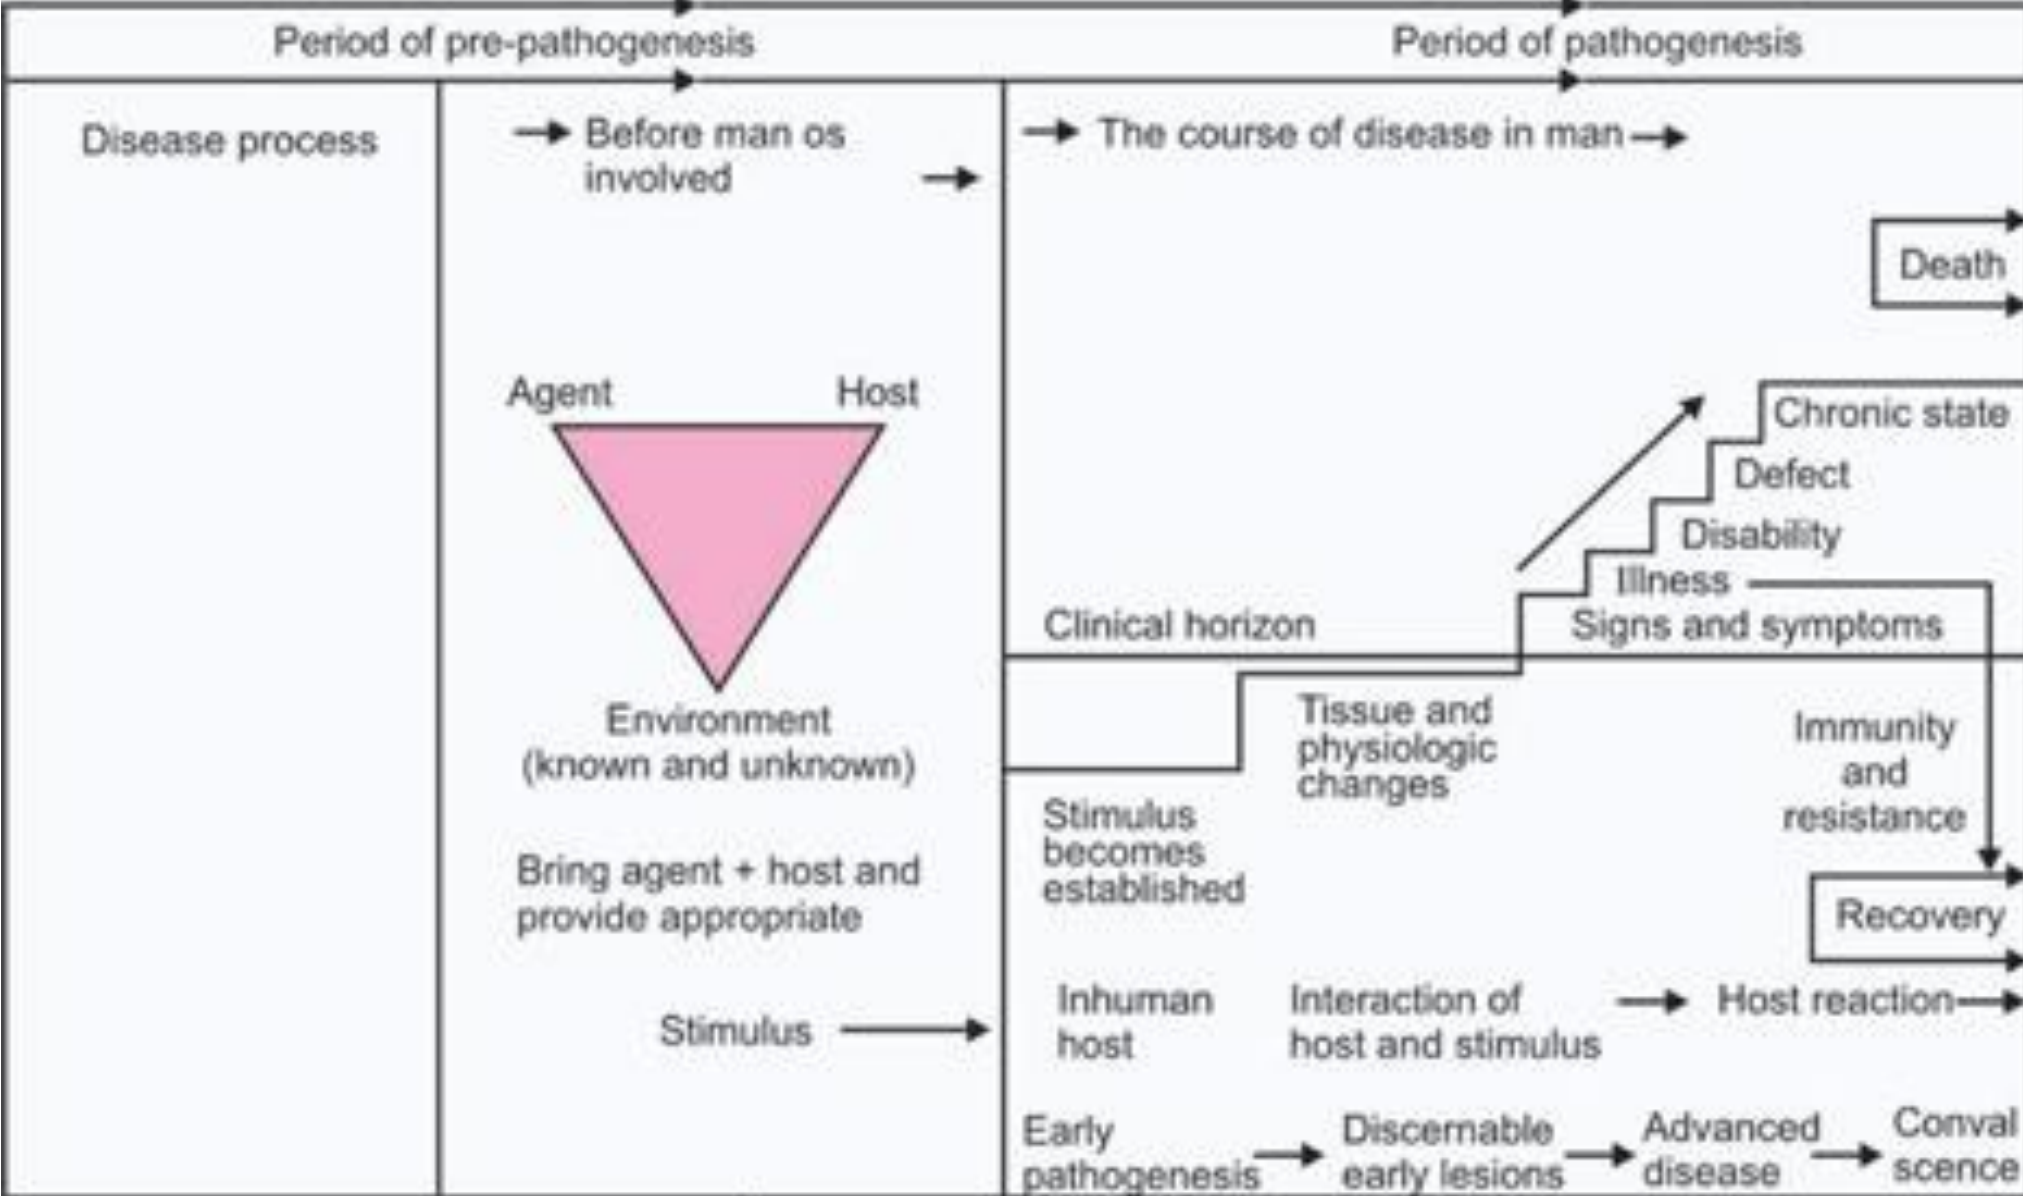 Period of pre-pathogenesis
Period of pathogenesis
Disease process
Before man os
involved
The course of disease in man
Death
Agent
Host
Chronic state
Defect
Disability
Illness
Clinical horizon
Signs and symptoms
Environment
(known and unknown)
Tissue and
physiologic
changes
Immunity
and
resistance
Stimulus
becomes
established
Bring agent + host and
provide appropriate
Recovery
Stimulus
Inhuman
host
Interaction of
host and stimulus
Host reaction
Early
pathogenesis
Discernable
early lesions
Advanced
disease
Conval
scence